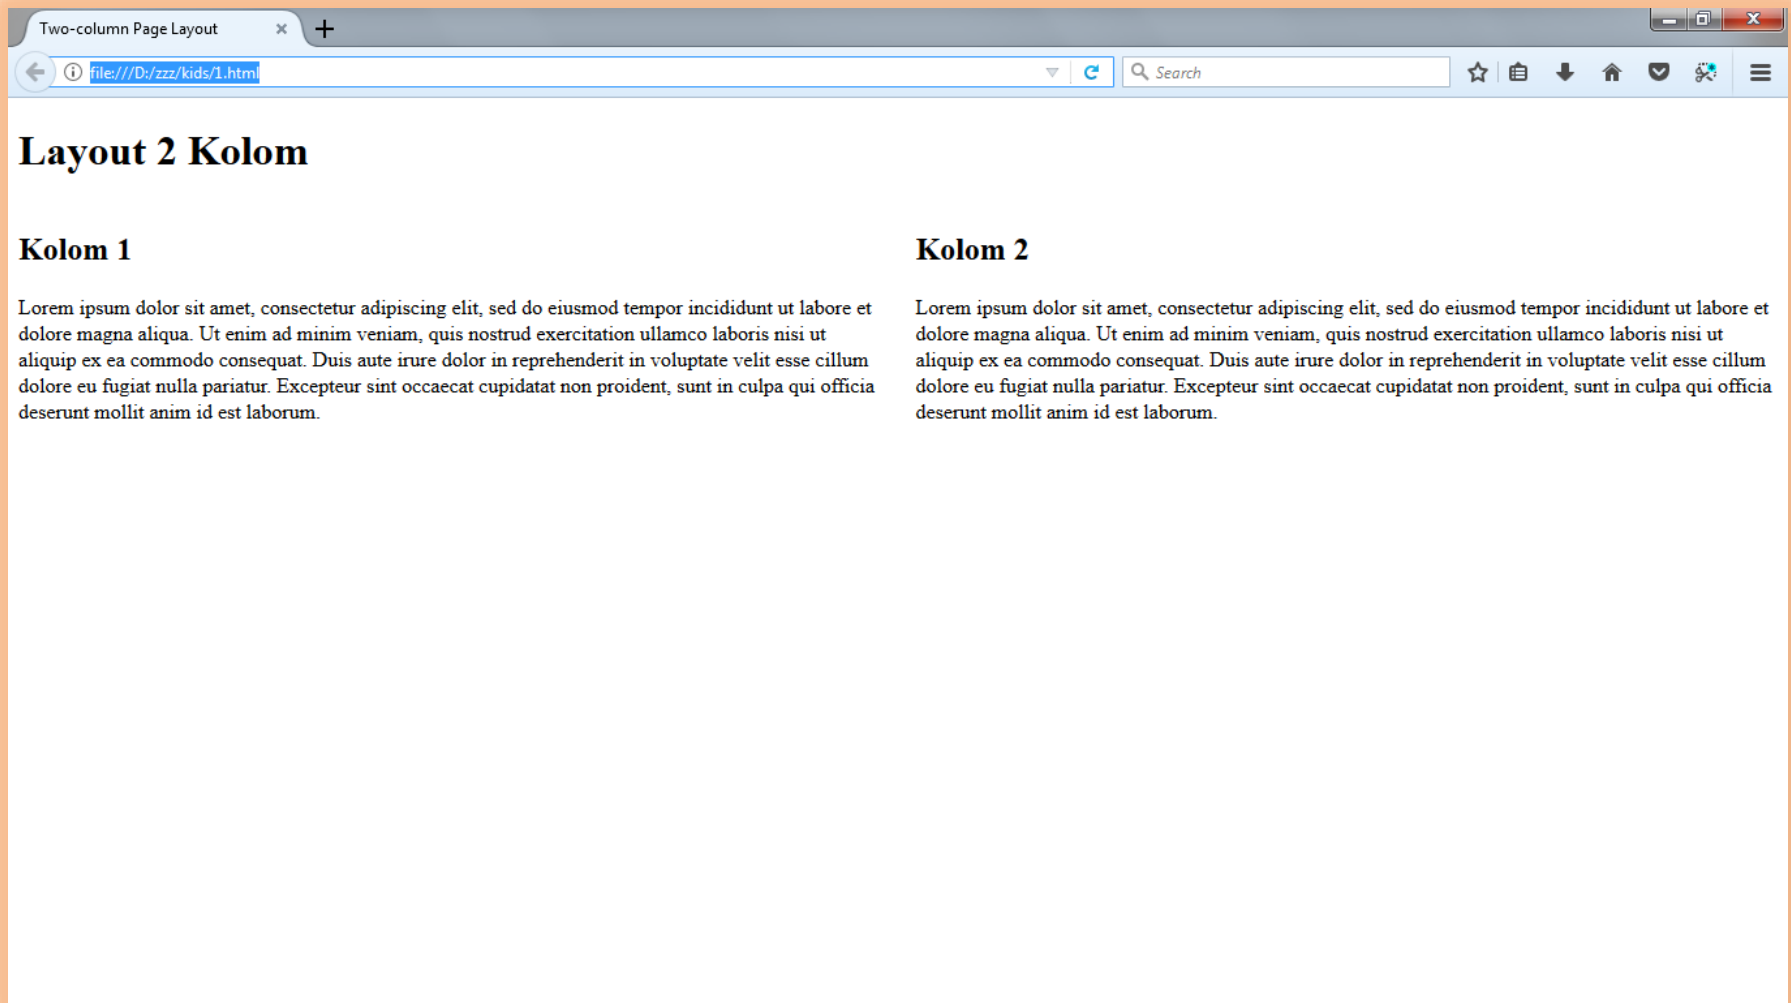 Two-column Page Layout
file:///D:/zzz/kids/1.html
Search
Layout 2 Kolom
Kolom 1
Lorem ipsum dolor sit amet, consectetur adipiscing elit, sed do eiusmod tempor incididunt ut labore et
dolore magna aliqua. Ut enim ad minim veniam, quis nostrud exercitation ullamco laboris nisi ut
aliquip ex ea commodo consequat. Duis aute irure dolor in reprehenderit in voluptate velit esse cillum
dolore eu fugiat nulla pariatur. Excepteur sint occaecat cupidatat non proident, sunt in culpa qui officia
deserunt mollit anim id est laborum.
Kolom 2
Lorem ipsum dolor sit amet, consectetur adipiscing elit, sed do eiusmod tempor incididunt ut labore et
dolore magna aliqua. Ut enim ad minim veniam, quis nostrud exercitation ullamco laboris nisi ut
aliquip ex ea commodo consequat. Duis aute irure dolor in reprehenderit in voluptate velit esse cillum
dolore eu fugiat nulla pariatur. Excepteur sint occaecat cupidatat non proident, sunt in culpa qui officia
deserunt mollit anim id est laborum.